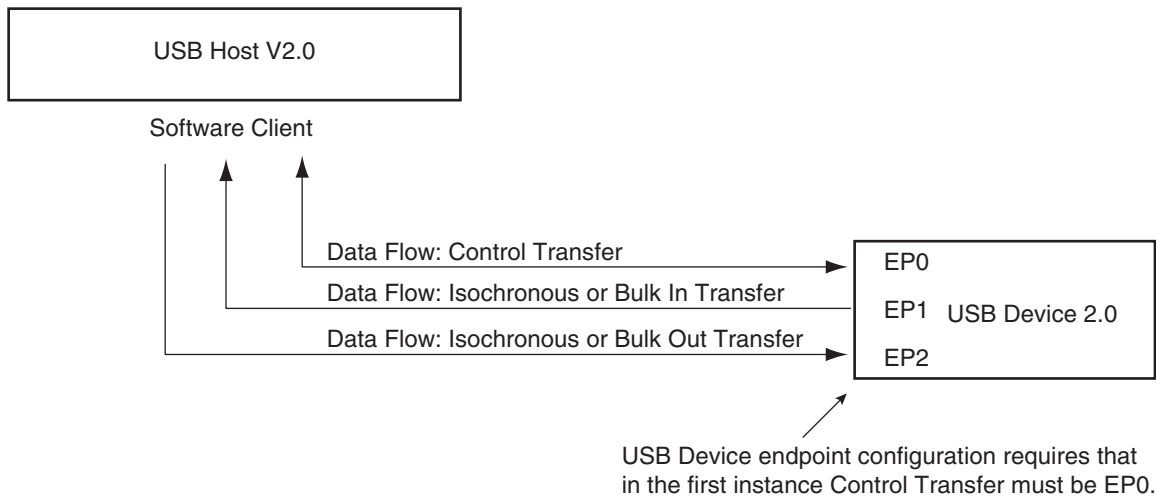 USB Host V2.0
Software Client
Data Flow: Control Transfer
Data Flow: Isochronous or Bulk In Transfer
Data Flow: Isochronous or Bulk Out Transfer
EP0
EP1 USB Device 2.0
EP2
USB Device endpoint configuration requires that
in the first instance Control Transfer must be EP0.